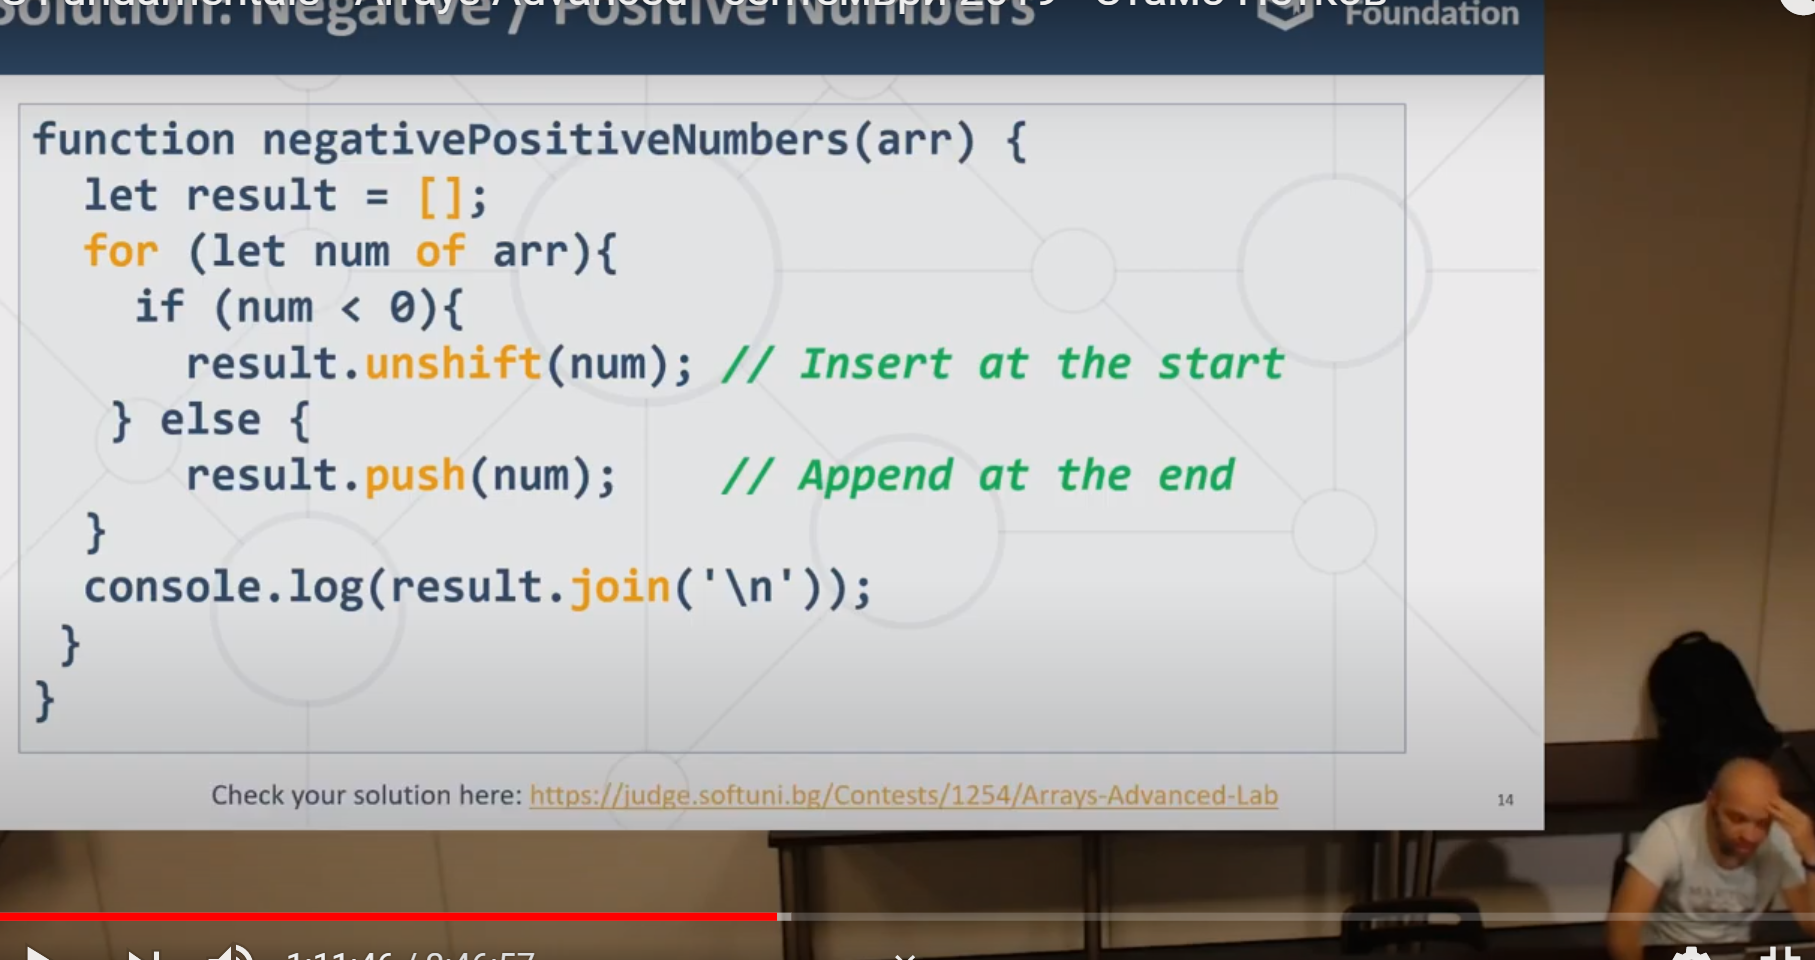 Solution: Negative / Positive Numbers
Foundation
function negativePositiveNumbers(arr) {
let result = [];
for (let num of arr){
if (num < 0){
result.unshift(num); // Insert at the start
} else {
result.push(num); // Append at the end
}
console.log(result.join('\n'));
}
}
Check your solution here: https://judge.softuni.bg/Contests/1254/Arrays-Advanced-Lab
14
1:11:46 / 2:46:57